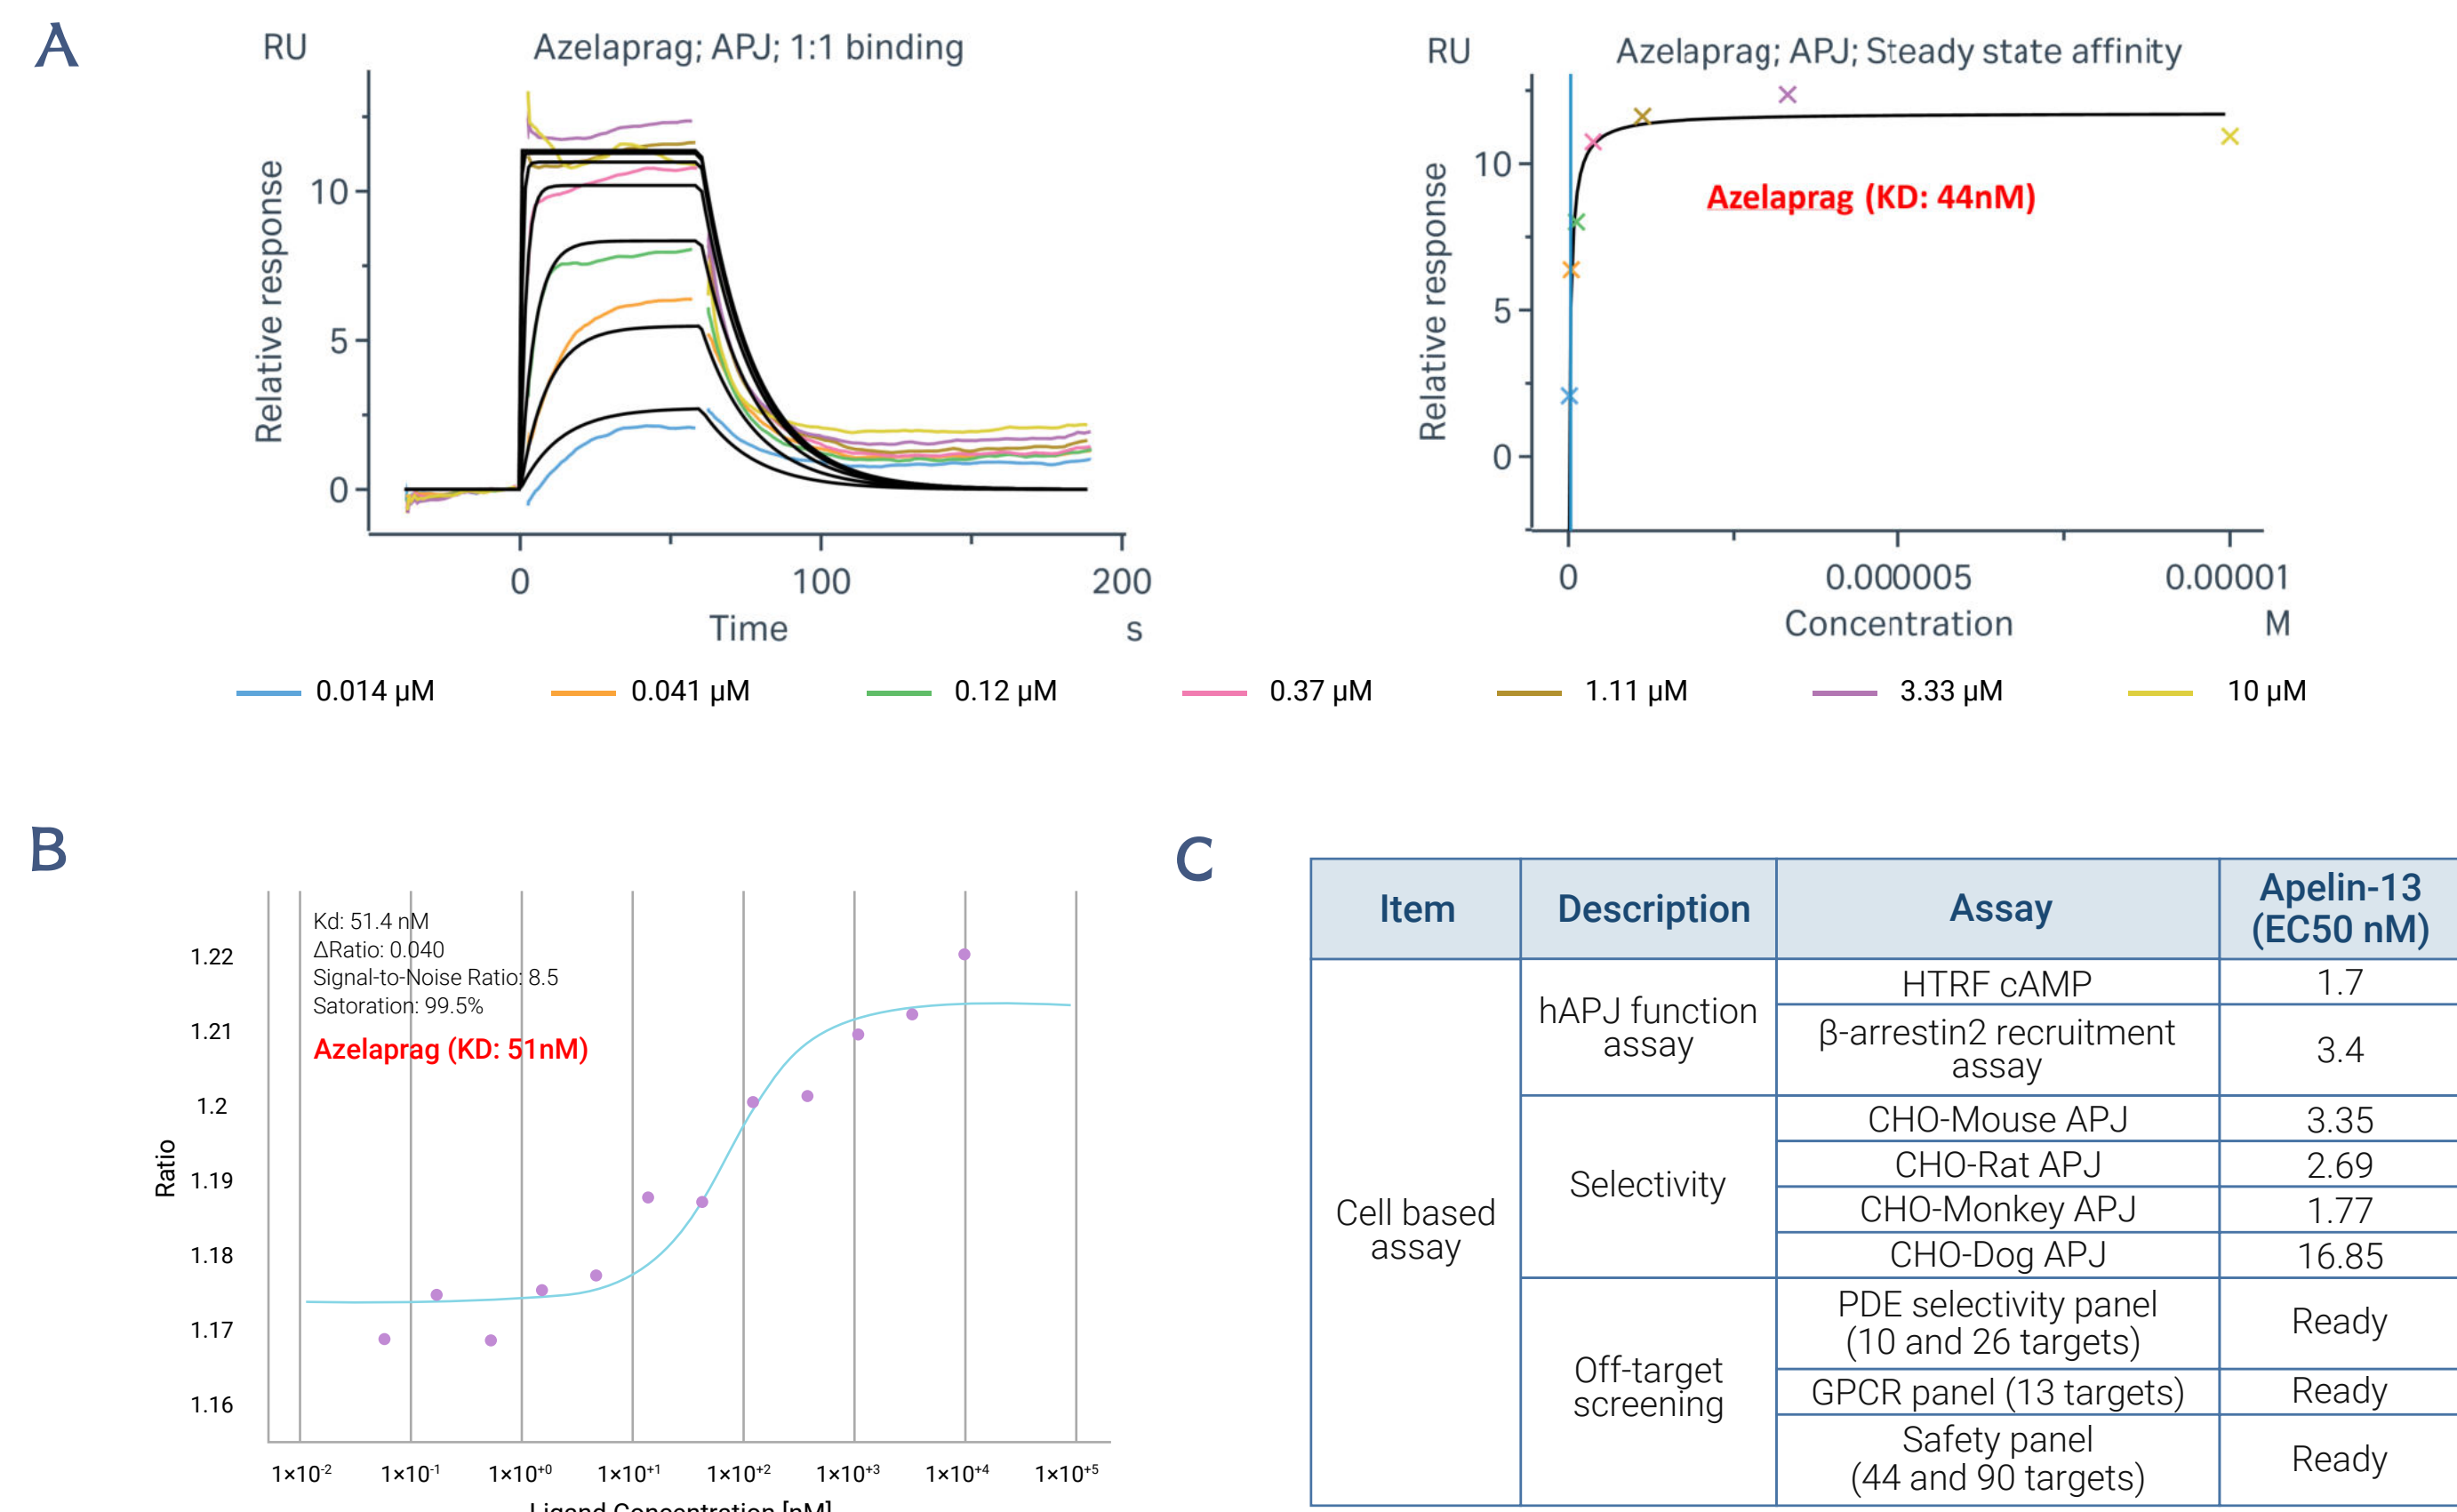 A
RU
Azelaprag; APJ; 1:1 binding
Relative response
10
5
0
0
100
200
Time
s
RU
Azelaprag; APJ; Steady state affinity
Relative response
10
5
0
Azelaprag (KD: 44nM)
0
0.000005
0.00001
Concentration
M
0.014 µM
0.041 µM
0.12 µM
0.37 µM
1.11 µM
3.33 µM
10 µM
B
Kd: 51.4 nM
ΔRatio: 0.040
Signal-to-Noise Ratio: 8.5
Satoration: 99.5%
Azelaprag (KD: 51nM)
Ratio
1.22
1.21
1.2
1.19
1.18
1.17
1.16
1×10⁻²
1×10⁻¹
1×10⁺⁰
1×10⁺¹
1×10⁺²
1×10⁺³
1×10⁺⁴
1×10⁺⁵
Ligand Concentration [nM]
C
Item
Description
Assay
Apelin-13
(EC50 nM)
Cell based
assay
hAPJ function
assay
HTRF cAMP
1.7
β-arrestin2 recruitment
assay
3.4
Selectivity
CHO-Mouse APJ
3.35
CHO-Rat APJ
2.69
CHO-Monkey APJ
1.77
CHO-Dog APJ
16.85
Off-target
screening
PDE selectivity panel
(10 and 26 targets)
Ready
GPCR panel (13 targets)
Ready
Safety panel
(44 and 90 targets)
Ready